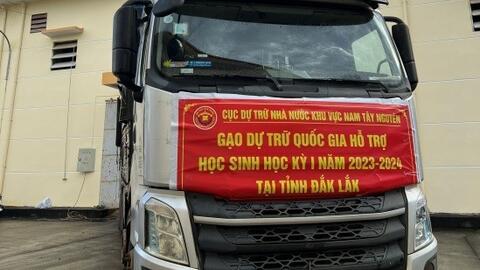 CỤC DỰ TRỮ NHÀ NƯỚC KHU VỰC NAM TÂY NGUYÊN
GẠO DỰ TRỮ QUỐC GIA HỖ TRỢ
HỌC SINH HỌC KỲ I NĂM 2023-2024
TẠI TỈNH ĐẮK LẮK